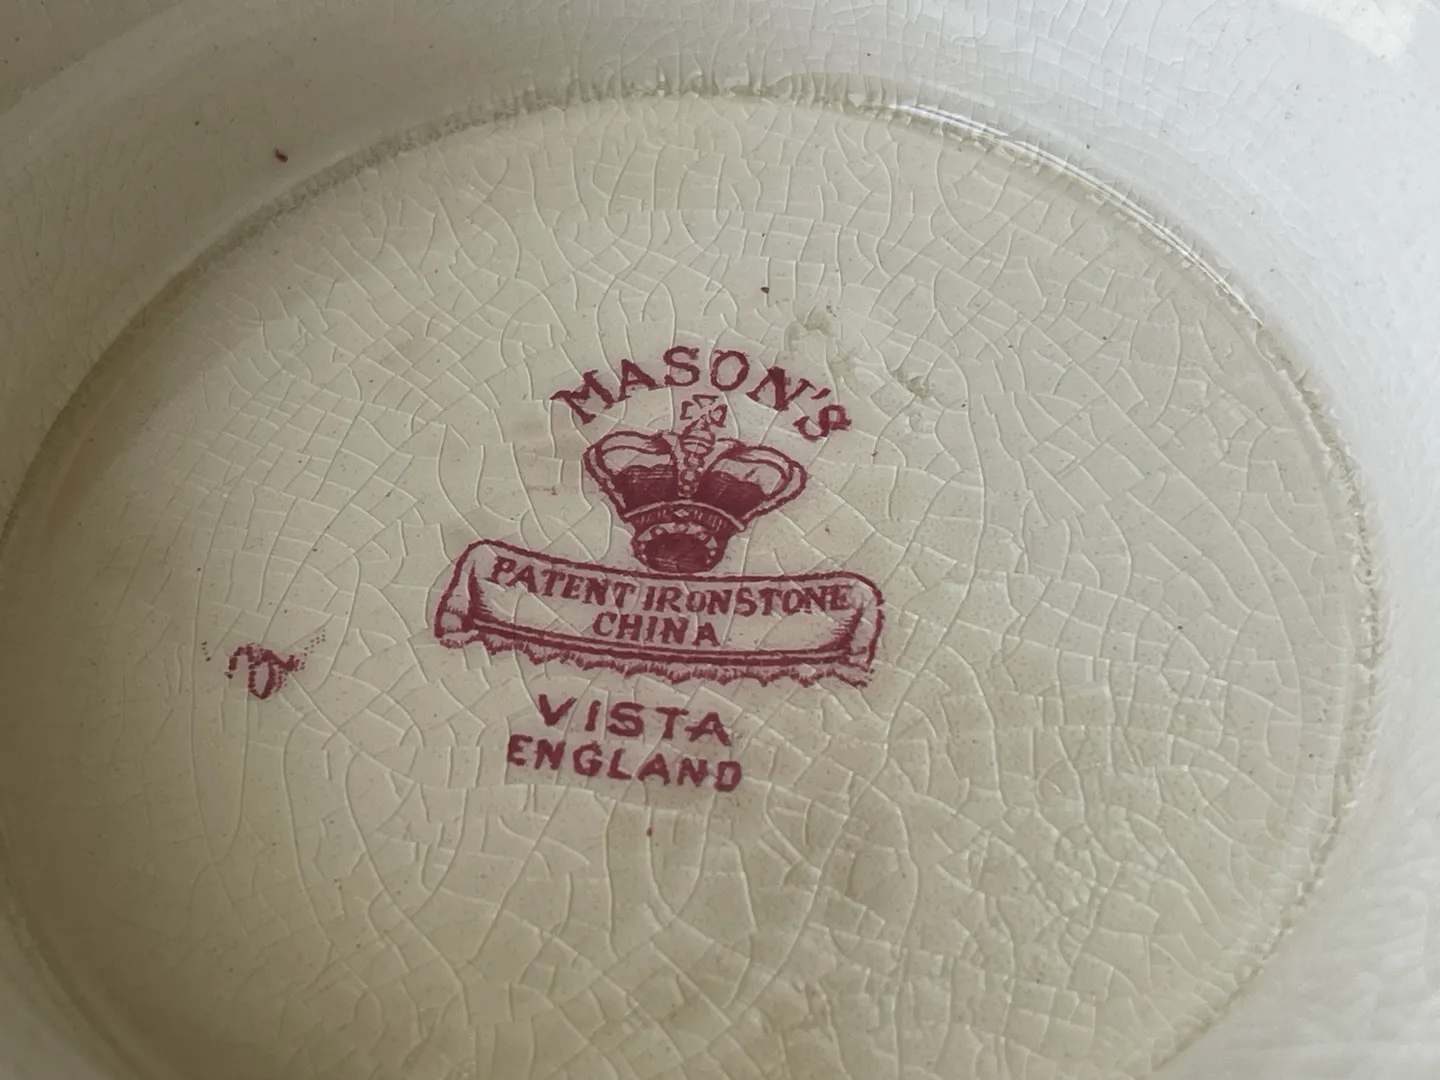 MASON'S
PATENT IRONSTONE
CHINA
VISTA
ENGLAND